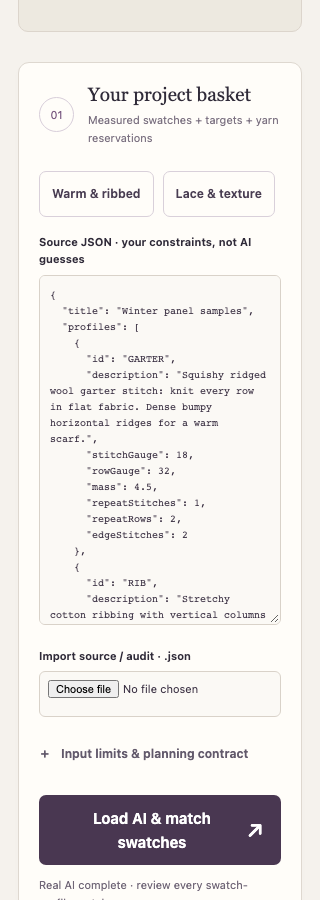 01
Your project basket
Measured swatches + targets + yarn
reservations
Warm & ribbed
Lace & texture
Source JSON · your constraints, not AI
guesses
{
  "title": "Winter panel samples",
  "profiles": [
    {
      "id": "GARTER",
      "description": "Squishy ridged
wool garter stitch: knit every row
in flat fabric. Dense bumpy
horizontal ridges for a warm
scarf.",
      "stitchGauge": 18,
      "rowGauge": 32,
      "mass": 4.5,
      "repeatStitches": 1,
      "repeatRows": 2,
      "edgeStitches": 2
    },
    {
      "id": "RIB",
      "description": "Stretchy
cotton ribbing with vertical columns
Import source / audit · .json
Choose file No file chosen
+ Input limits & planning contract
Load AI & match
swatches
Real AI complete · review every swatch-